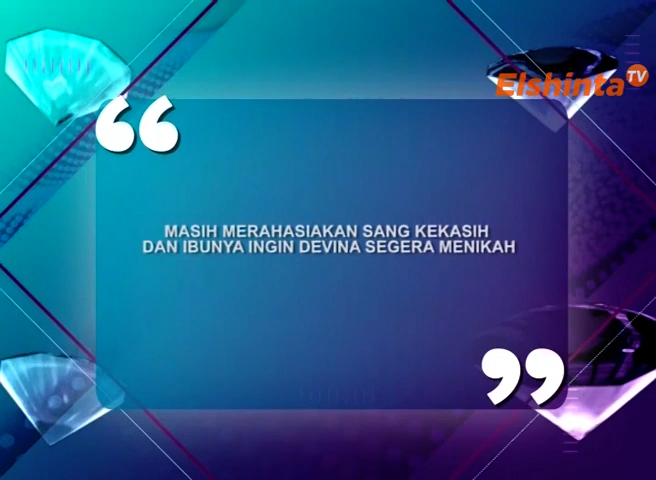 Elshinta TV
MASIH MERAHASIAKAN SANG KEKASIH
DAN IBUNYA INGIN DEVINA SEGERA MENIKAH